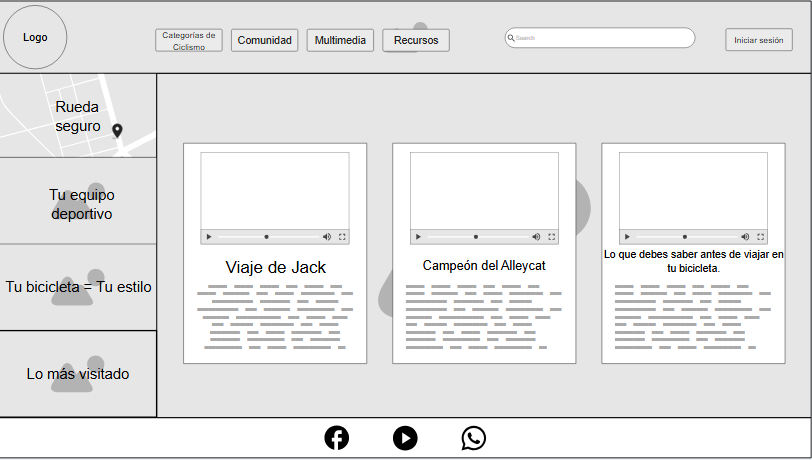 Logo
Categorías de
Ciclismo
Comunidad
Multimedia
Recursos
Search
Iniciar sesión
Rueda
seguro
Tu equipo
deportivo
Tu bicicleta = Tu estilo
Lo más visitado
Viaje de Jack
Campeón del Alleycat
Lo que debes saber antes de viajar en
tu bicicleta.